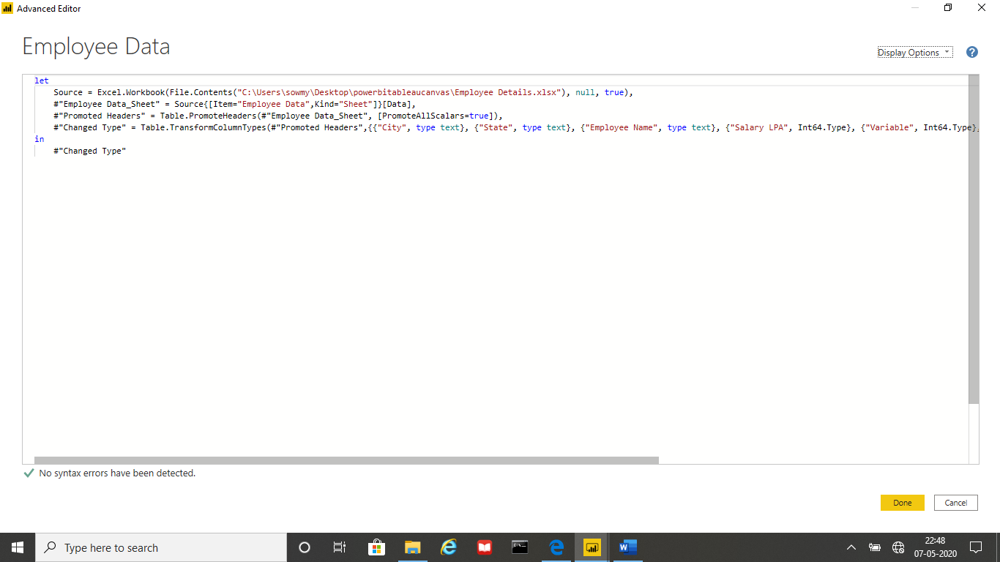 Advanced Editor
Employee Data
Display Options
?
let
Source = Excel.Workbook(File.Contents("C:\Users\sowmy\Desktop\powerbitableaucanvas\Employee Details.xlsx"), null, true),
#"Employee Data_Sheet" = Source{[Item="Employee Data",Kind="Sheet"]}[Data],
#"Promoted Headers" = Table.PromoteHeaders(#"Employee Data_Sheet", [PromoteAllScalars=true]),
#"Changed Type" = Table.TransformColumnTypes(#"Promoted Headers",{{"City", type text}, {"State", type text}, {"Employee Name", type text}, {"Salary LPA", Int64.Type}, {"Variable", Int64.Type},
in
#"Changed Type"
No syntax errors have been detected.
Done Cancel
Type here to search
22:48
07-05-2020